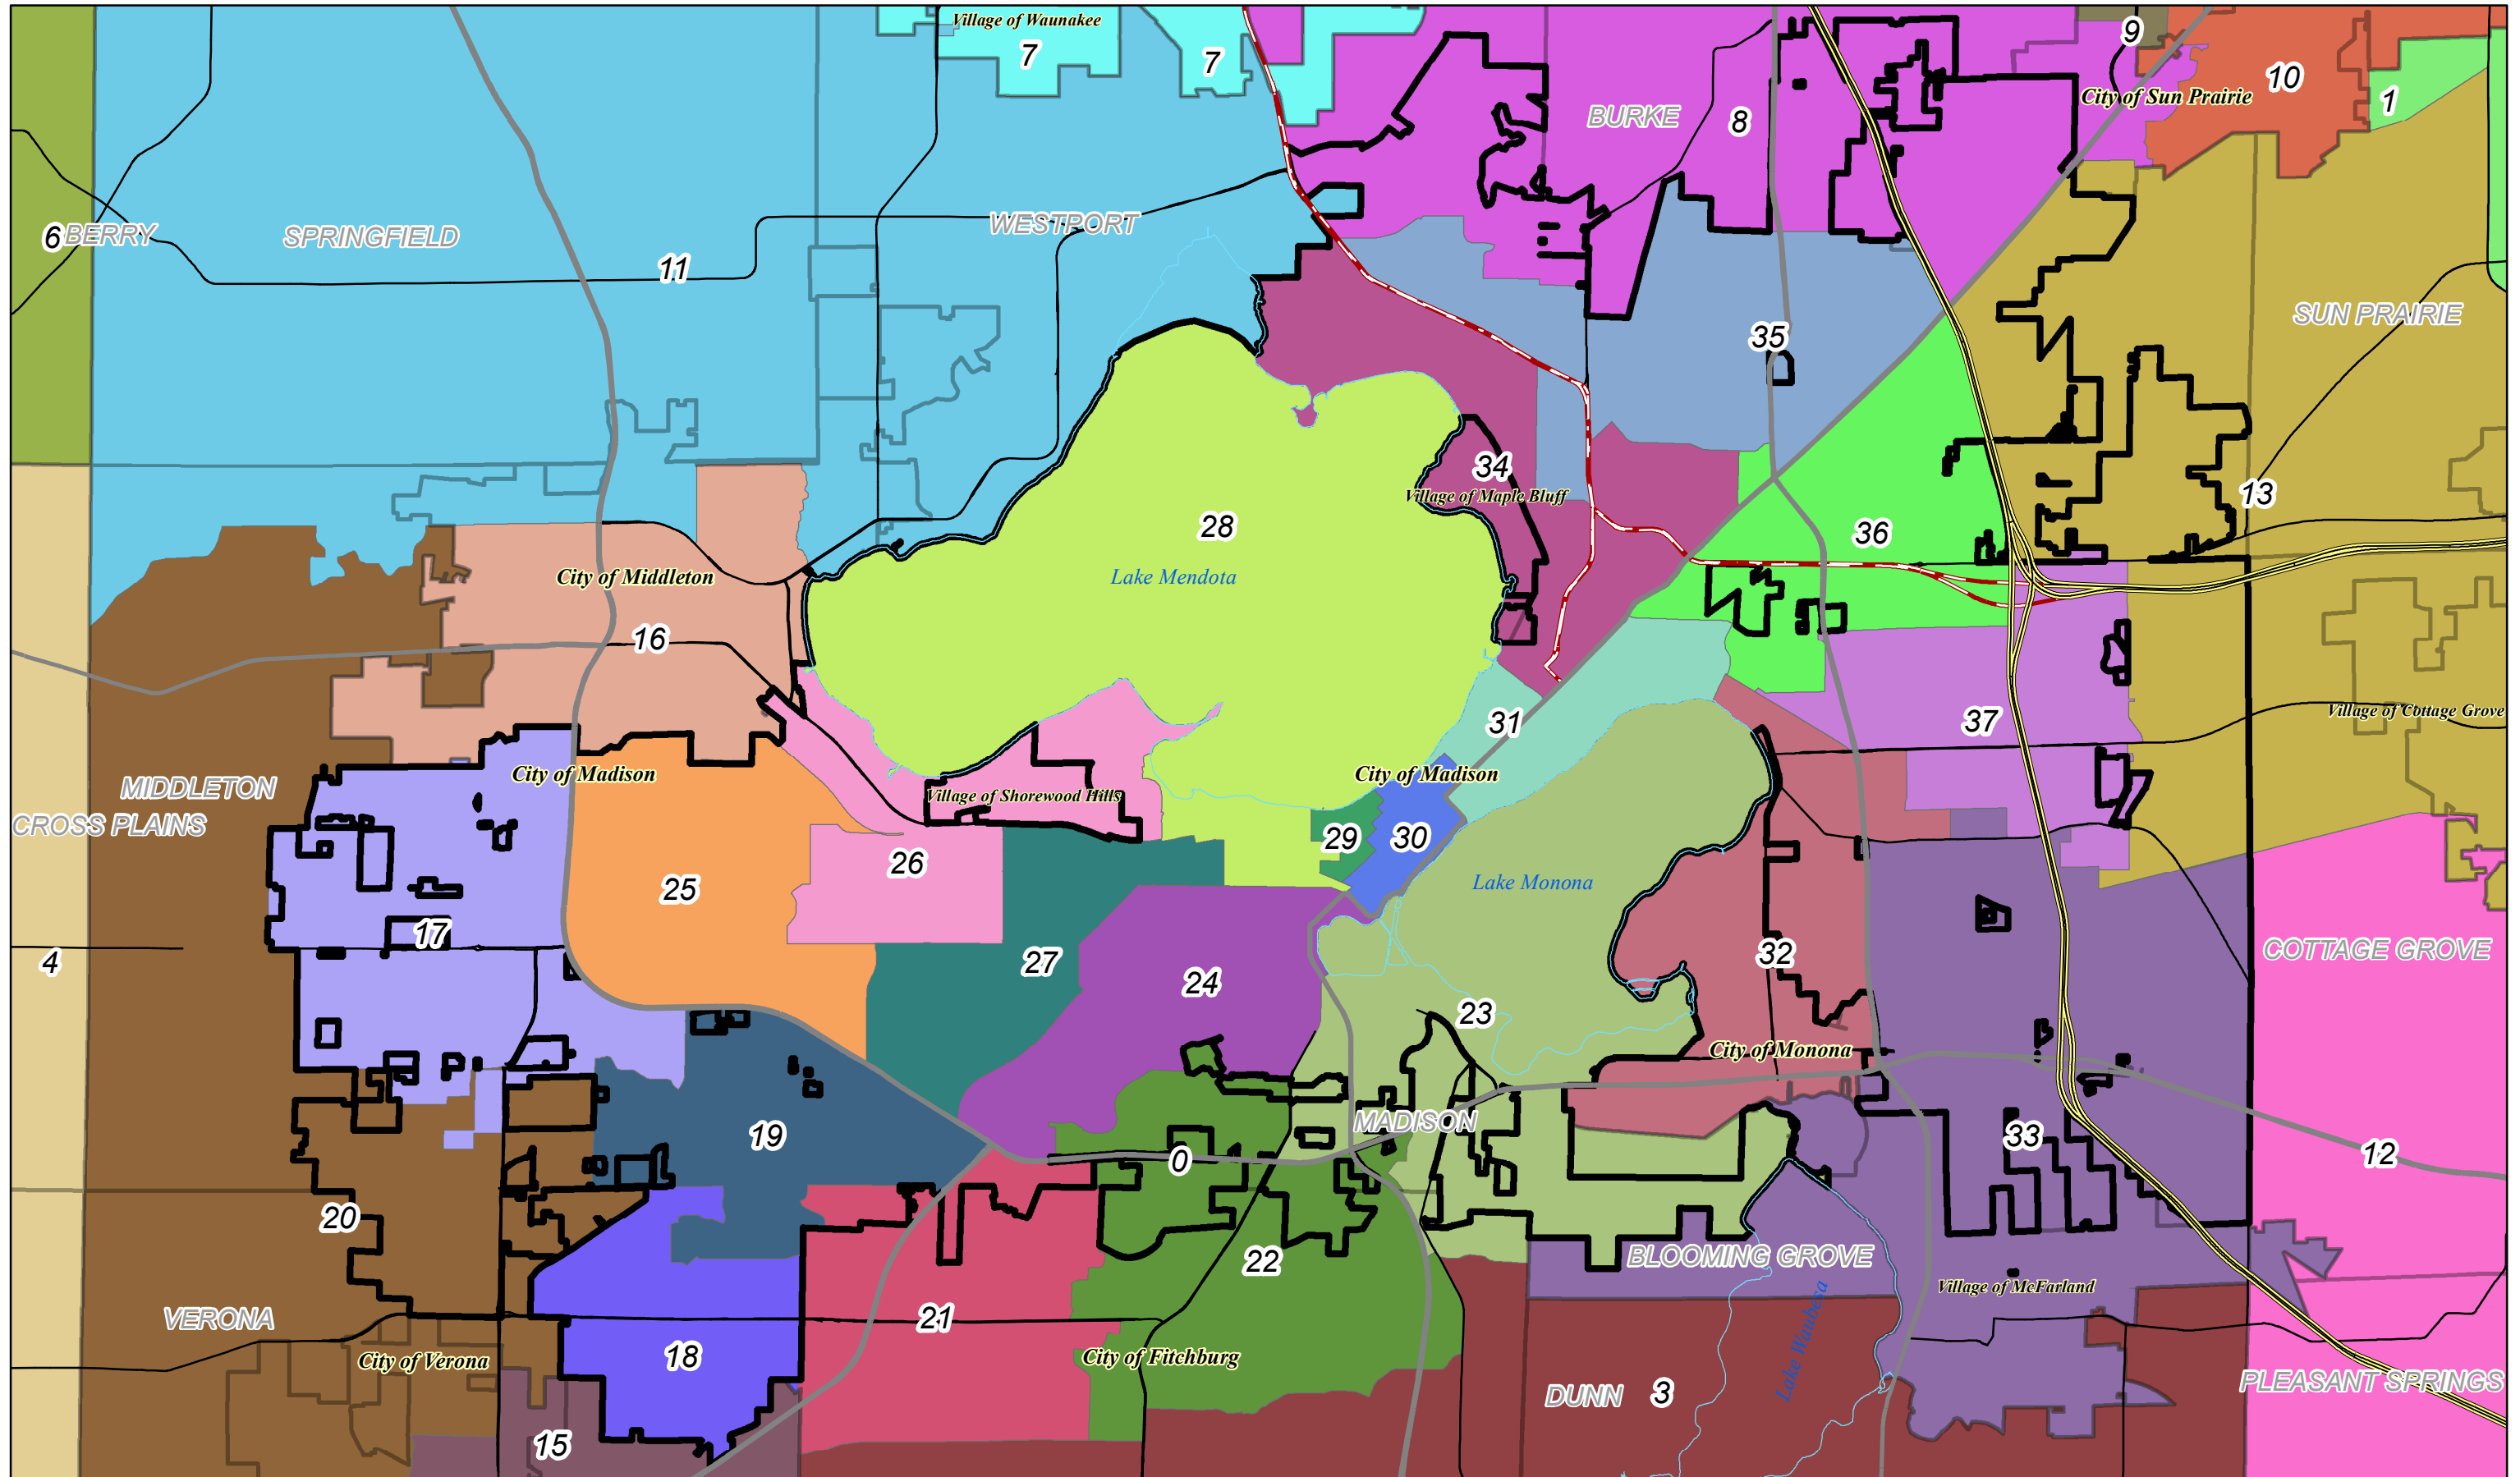 Village of Waunakee
7
7
9
10
City of Sun Prairie
1
BURKE
8
6
BERRY
SPRINGFIELD
WESTPORT
11
SUN PRAIRIE
35
34
Village of Maple Bluff
13
28
36
Lake Mendota
City of Middleton
16
31
37
Village of Cottage Grove
MIDDLETON
City of Madison
City of Madison
Village of Shorewood Hills
CROSS PLAINS
29
30
26
25
Lake Monona
17
4
27
24
32
COTTAGE GROVE
23
City of Monona
MADISON
19
0
33
12
20
22
BLOOMING GROVE
Village of McFarland
VERONA
21
Lake Waubesa
City of Verona
18
City of Fitchburg
DUNN
3
PLEASANT SPRINGS
15